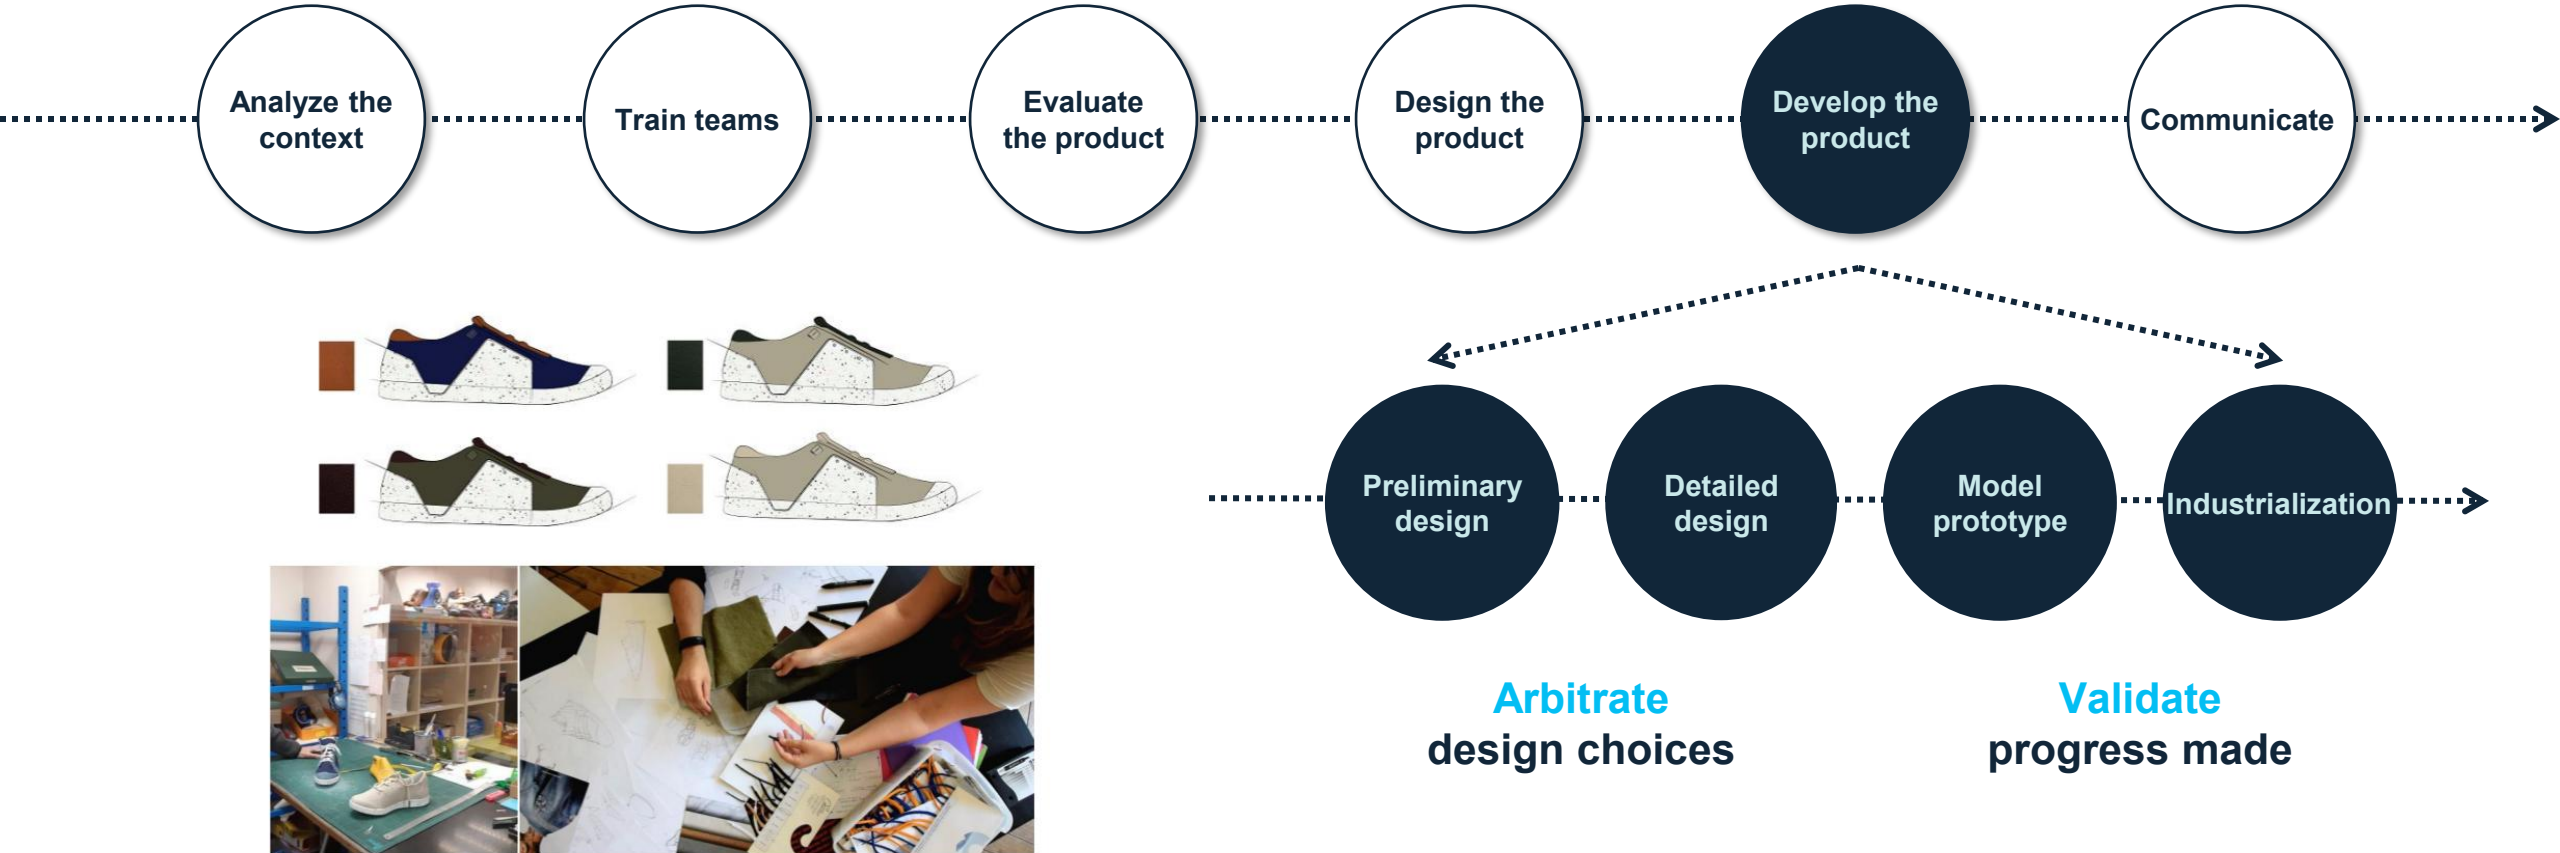 Analyze the
context
Train teams
Evaluate
the product
Design the
product
Develop the
product
Communicate
Preliminary
design
Detailed
design
Model
prototype
Industrialization
Arbitrate
design choices
Validate
progress made